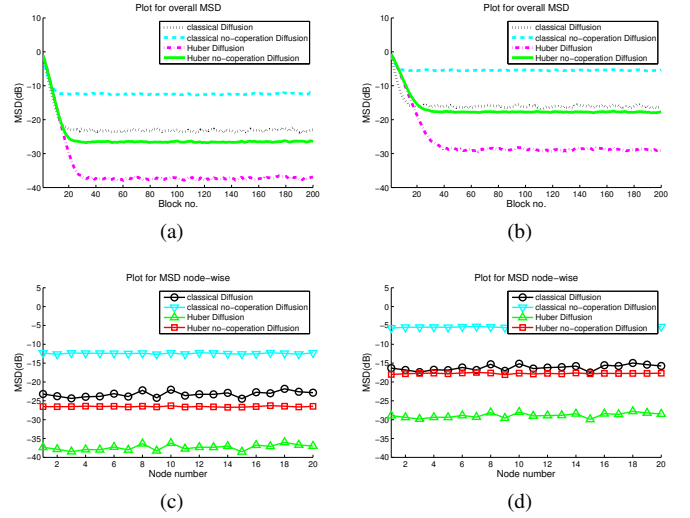 Plot for overall MSD
10
0
−10
−20
−30
−40
MSD(dB)
20 40 60 80 100 120 140 160 180 200
Block no.
classical Diffusion
classical no−coperation Diffusion
Huber Diffusion
Huber no−coperation Diffusion
(a)
Plot for overall MSD
10
0
−10
−20
−30
−40
MSD(dB)
20 40 60 80 100 120 140 160 180 200
Block no.
classical Diffusion
classical no−coperation Diffusion
Huber Diffusion
Huber no−coperation Diffusion
(b)
Plot for MSD node−wise
5
0
−5
−10
−15
−20
−25
−30
−35
−40
MSD(dB)
2 4 6 8 10 12 14 16 18 20
Node number
classical Diffusion
classical no−coperation Diffusion
Huber Diffusion
Huber no−coperation Diffusion
(c)
Plot for MSD node−wise
5
0
−5
−10
−15
−20
−25
−30
−35
−40
MSD(dB)
2 4 6 8 10 12 14 16 18 20
Node number
classical Diffusion
classical no−coperation Diffusion
Huber Diffusion
Huber no−coperation Diffusion
(d)